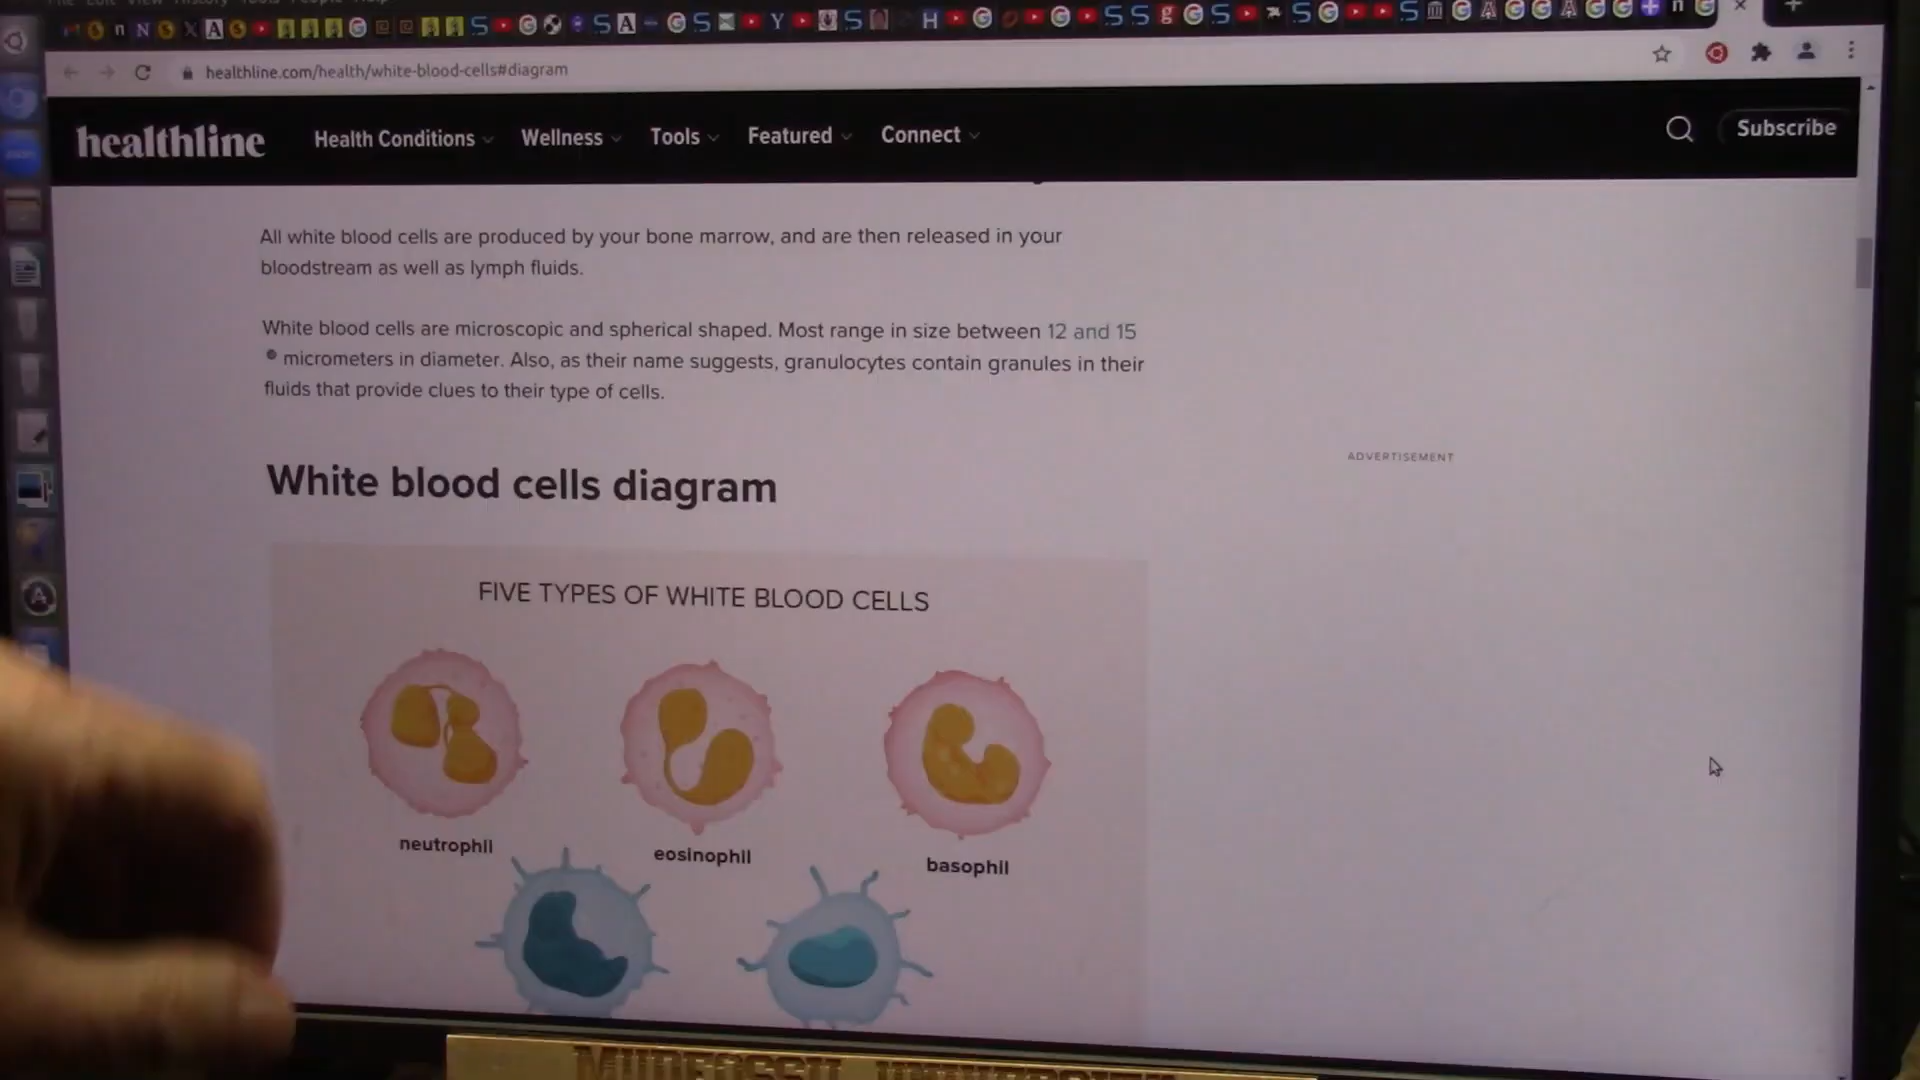 healthline.com/health/white-blood-cells#diagram
healthline
Health Conditions
Wellness
Tools
Featured
Connect
Subscribe
All white blood cells are produced by your bone marrow, and are then released in your
bloodstream as well as lymph fluids.
White blood cells are microscopic and spherical shaped. Most range in size between 12 and 15
micrometers in diameter. Also, as their name suggests, granulocytes contain granules in their
fluids that provide clues to their type of cells.
ADVERTISEMENT
White blood cells diagram
FIVE TYPES OF WHITE BLOOD CELLS
neutrophil
eosinophil
basophil